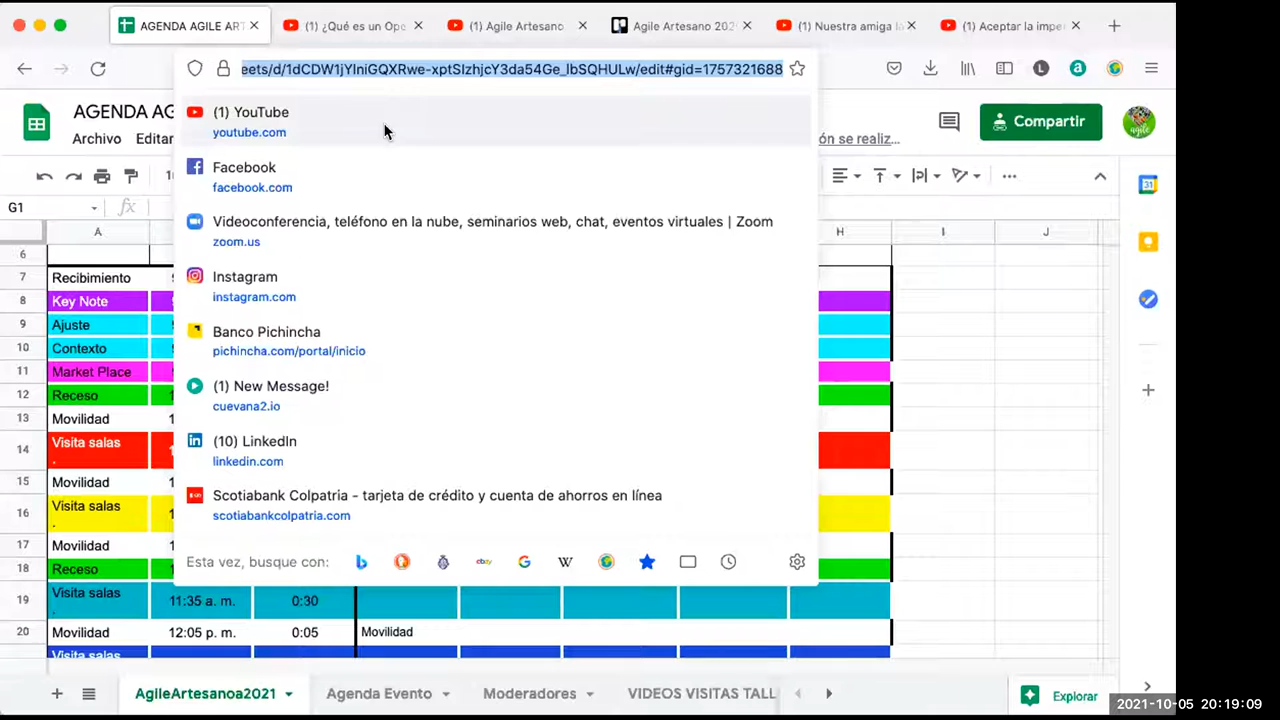 AGENDA AGILE ART
(1) ¿Qué es un Ope
(1) Agile Artesano
Agile Artesano 202
(1) Nuestra amiga l
(1) Aceptar la impe
eets/d/1dCDW1jYlniGQXRwe-xptSIzhjcY3da54Ge_lbSQHULw/edit#gid=1757321688
L
a
AGENDA AG
Archivo Editar
ón se realiz...
Compartir
(1) YouTube
youtube.com
Facebook
facebook.com
Videoconferencia, teléfono en la nube, seminarios web, chat, eventos virtuales | Zoom
zoom.us
Instagram
instagram.com
Banco Pichincha
pichincha.com/portal/inicio
(1) New Message!
cuevana2.io
(10) LinkedIn
linkedin.com
Scotiabank Colpatria - tarjeta de crédito y cuenta de ahorros en línea
scotiabankcolpatria.com
Esta vez, busque con:
G1
fx
A H I J
6
7 Recibimiento
8 Key Note
9 Ajuste
10 Contexto
11 Market Place
12 Receso
13 Movilidad
14 Visita salas
.
15 Movilidad
16 Visita salas
.
17 Movilidad
18 Receso
19 Visita salas
. 11:35 a. m. 0:30
20 Movilidad 12:05 p. m. 0:05 Movilidad
Visita salas
AgileArtesanoa2021 Agenda Evento Moderadores VIDEOS VISITAS TALL
Explorar
2021-10-05 20:19:09